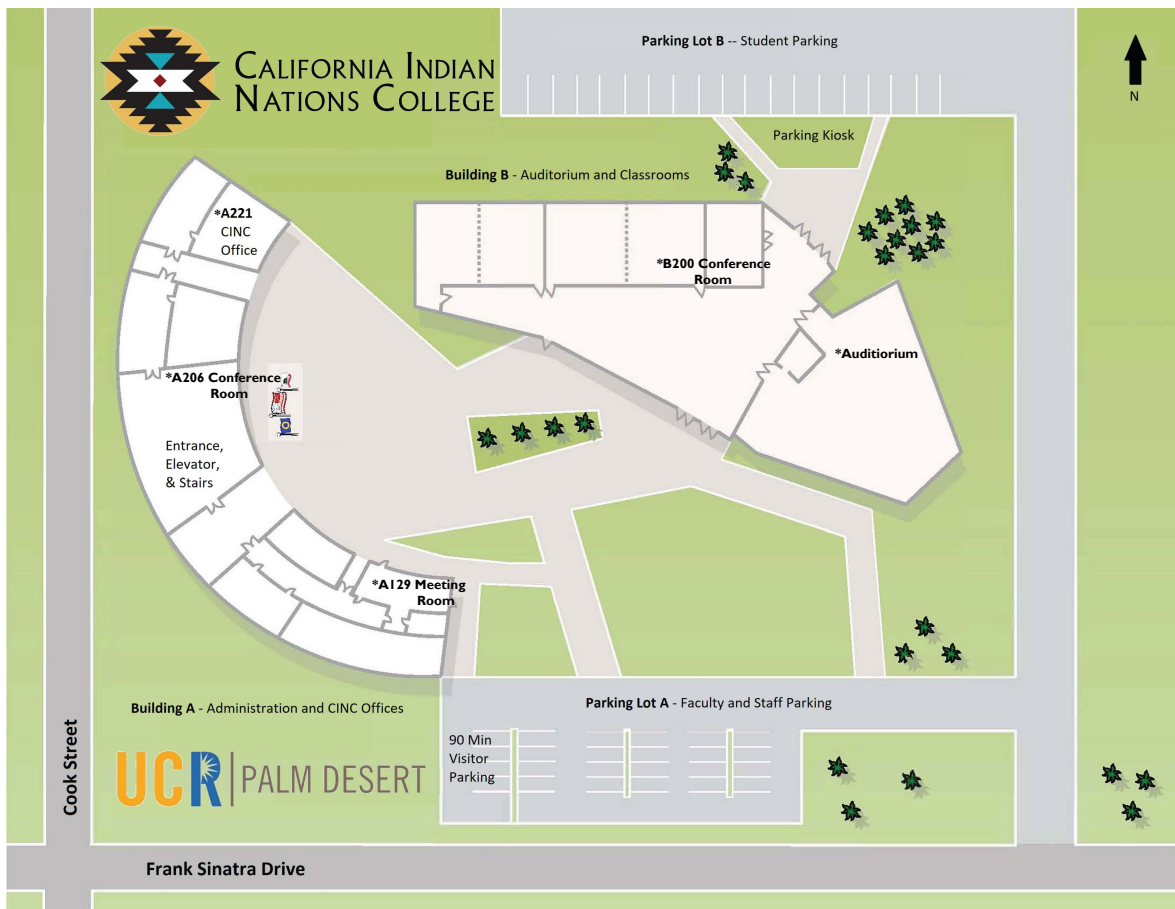 Parking Lot B -- Student Parking
CALIFORNIA INDIAN
NATIONS COLLEGE
N
Parking Kiosk
Building B - Auditorium and Classrooms
*A221
CINC
Office
*B200 Conference
Room
*Auditiorium
*A206 Conference
Room
Entrance,
Elevator,
& Stairs
*A129 Meeting
Room
Building A - Administration and CINC Offices
Parking Lot A - Faculty and Staff Parking
90 Min
Visitor
Parking
UCR | PALM DESERT
Cook Street
Frank Sinatra Drive